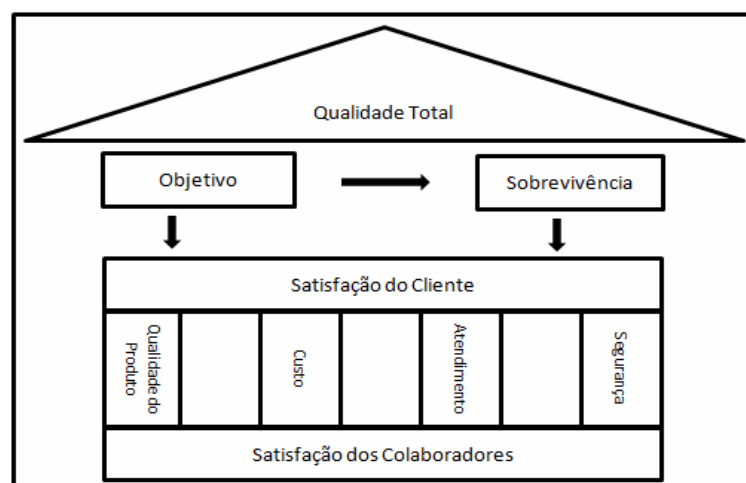 Qualidade Total
Objetivo
Sobrevivência
Satisfação do Cliente
Qualidade do
Produto
Custo
Atendimento
Segurança
Satisfação dos Colaboradores